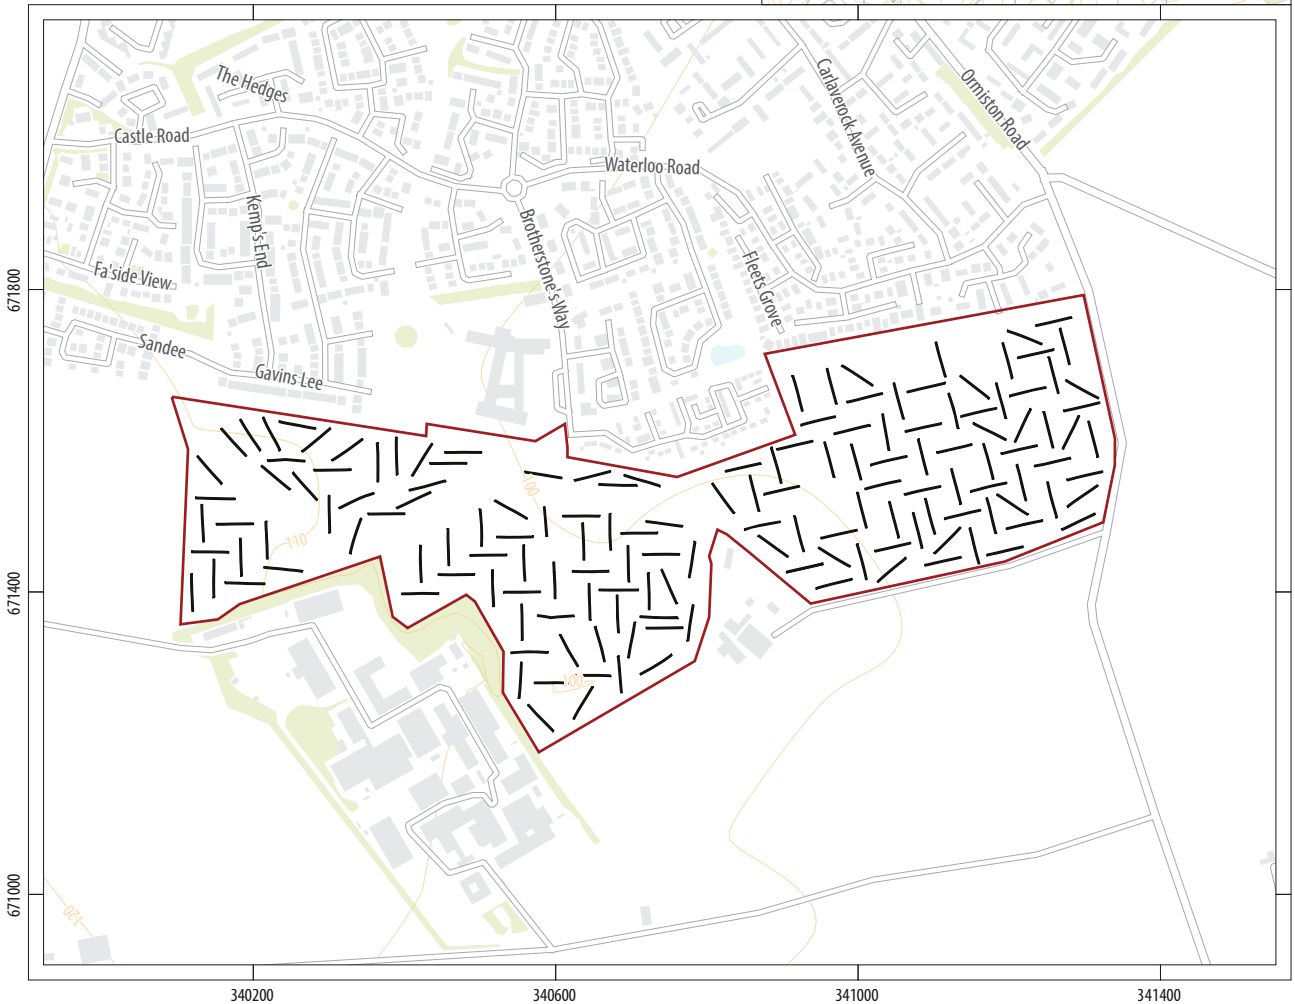 The Hedges
Carlaverock Avenue
Ormiston Road
Castle Road
Waterloo Road
Kemp's End
Brotherstone's Way
Fa'side View
Fleets Grove
671800
Sandee
Gavins Lee
100
110
671400
100
671000
120
340200
340600
341000
341400